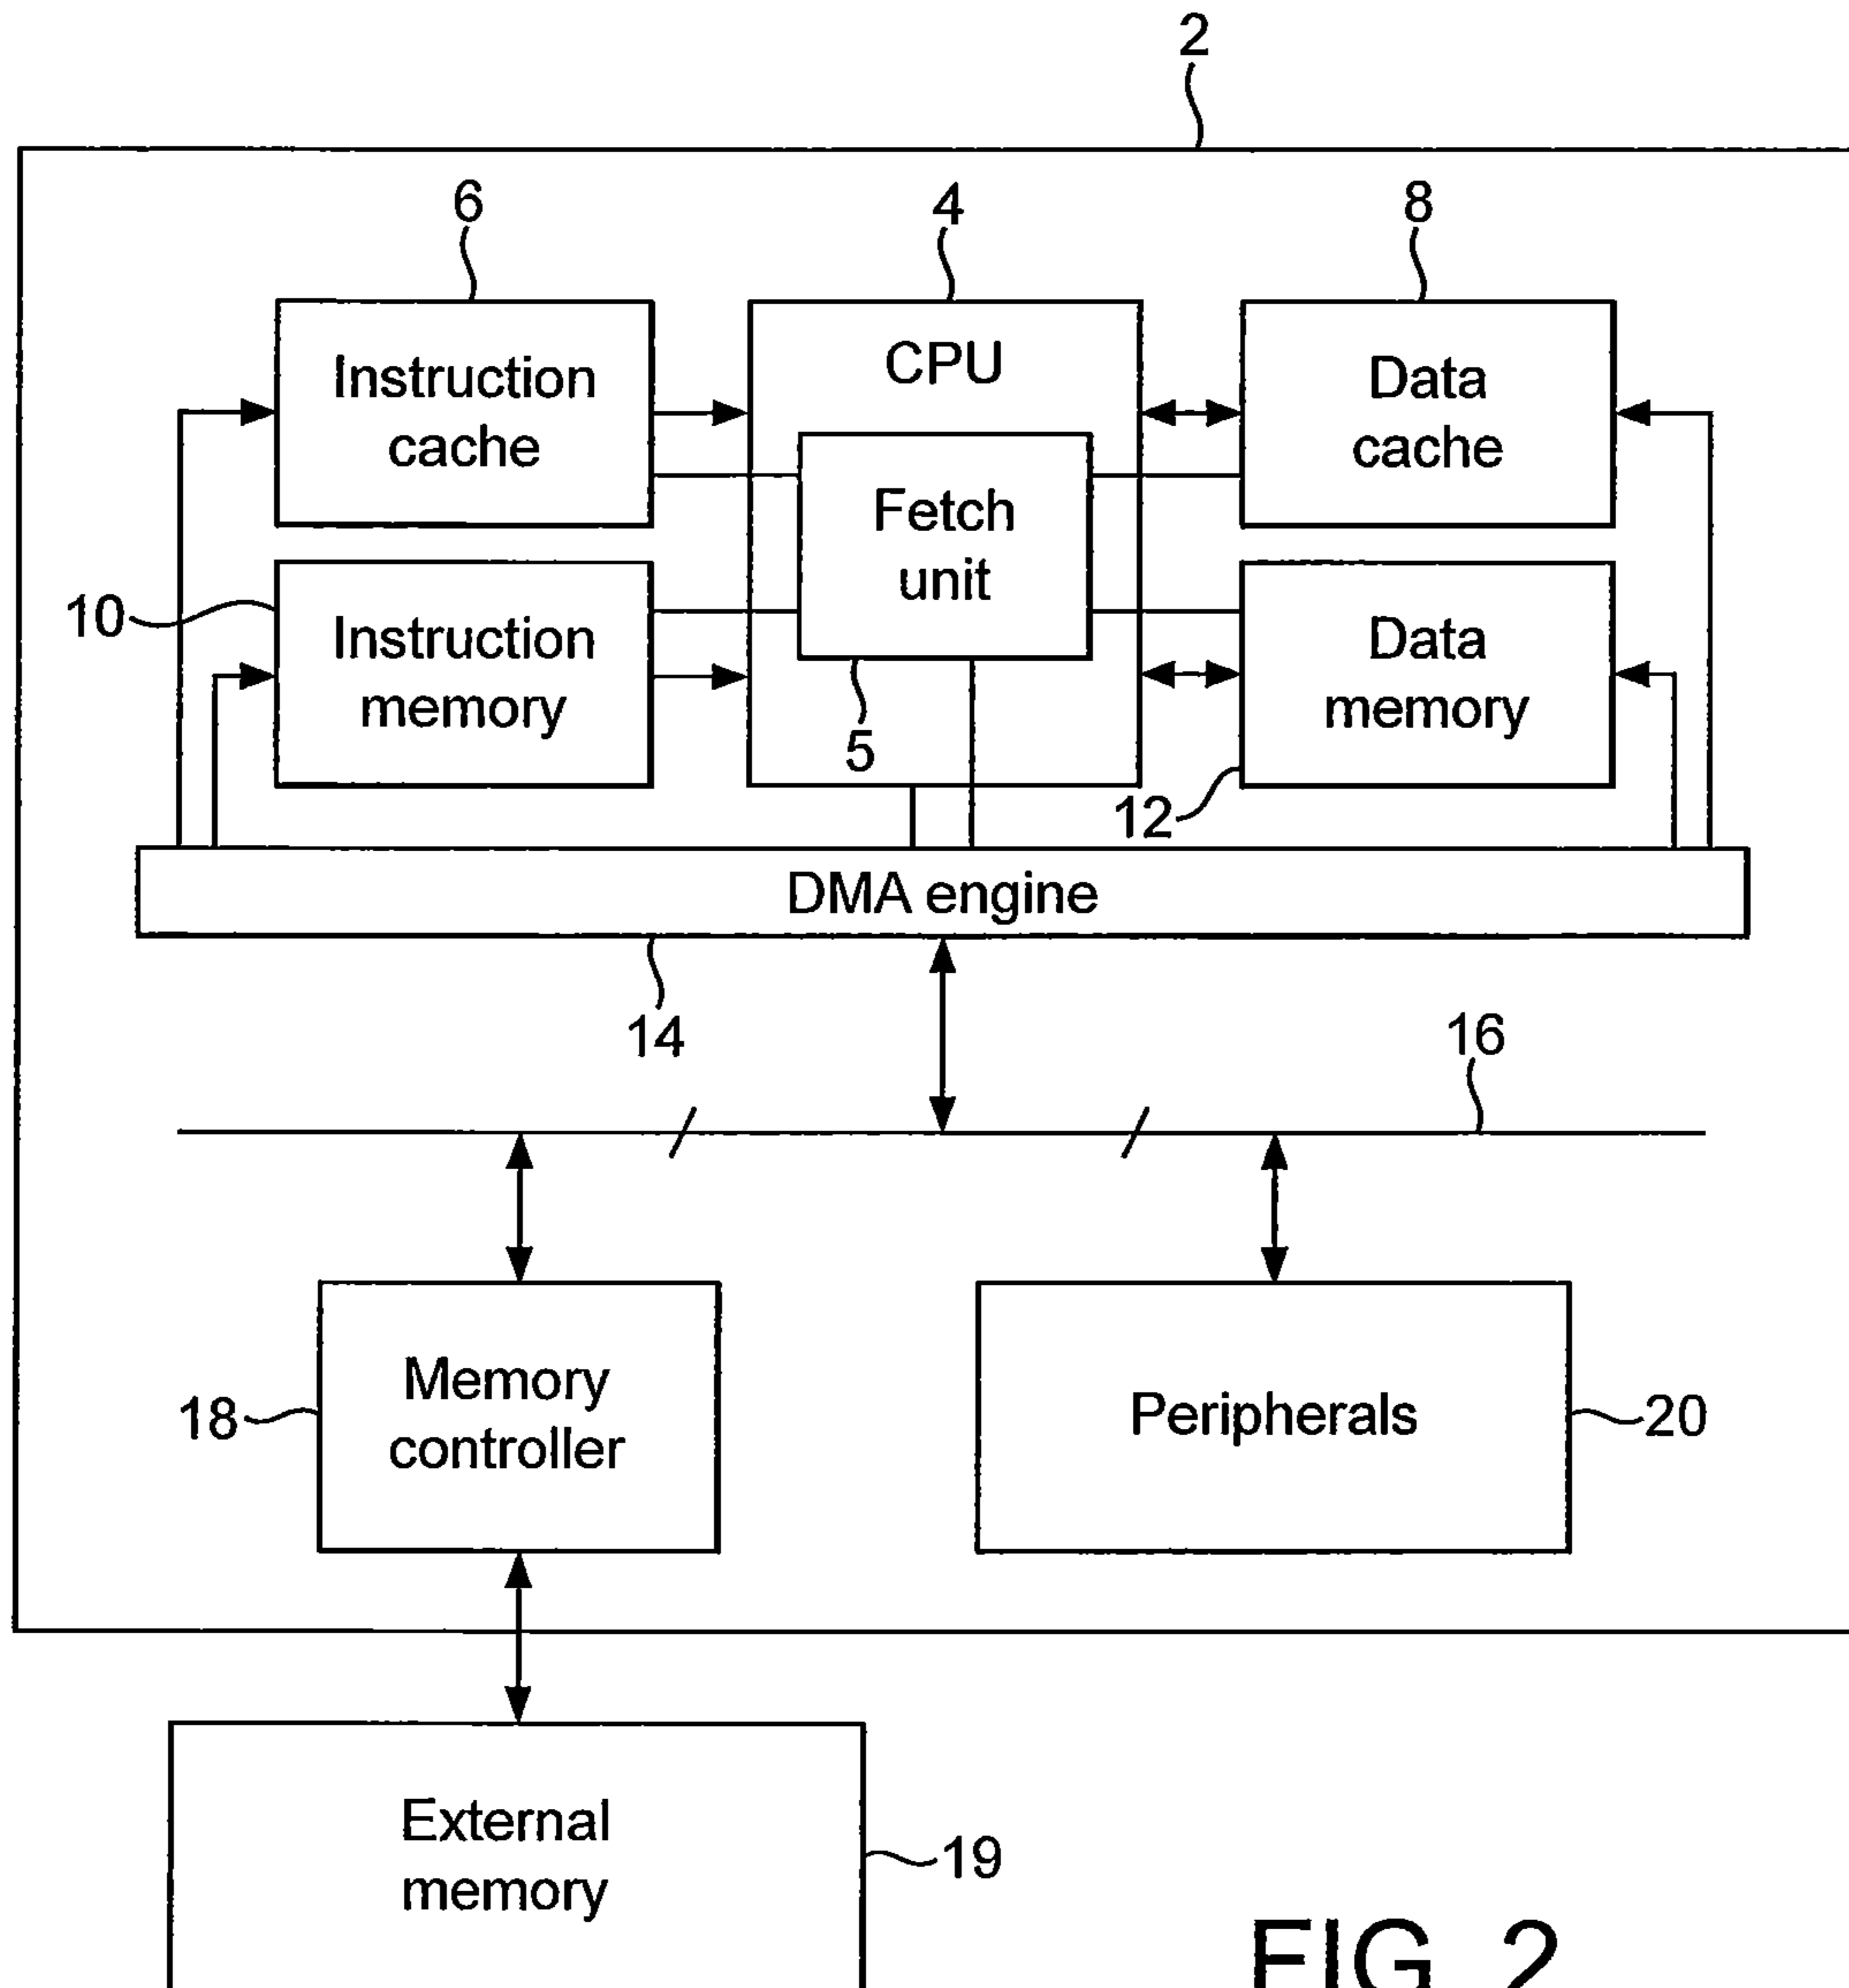 2
6
4
8
Instruction
cache
CPU
Data
cache
Fetch
unit
10
Instruction
memory
Data
memory
5
12
DMA engine
14
16
Memory
controller
18
Peripherals
20
External
memory
19
FIG. 2